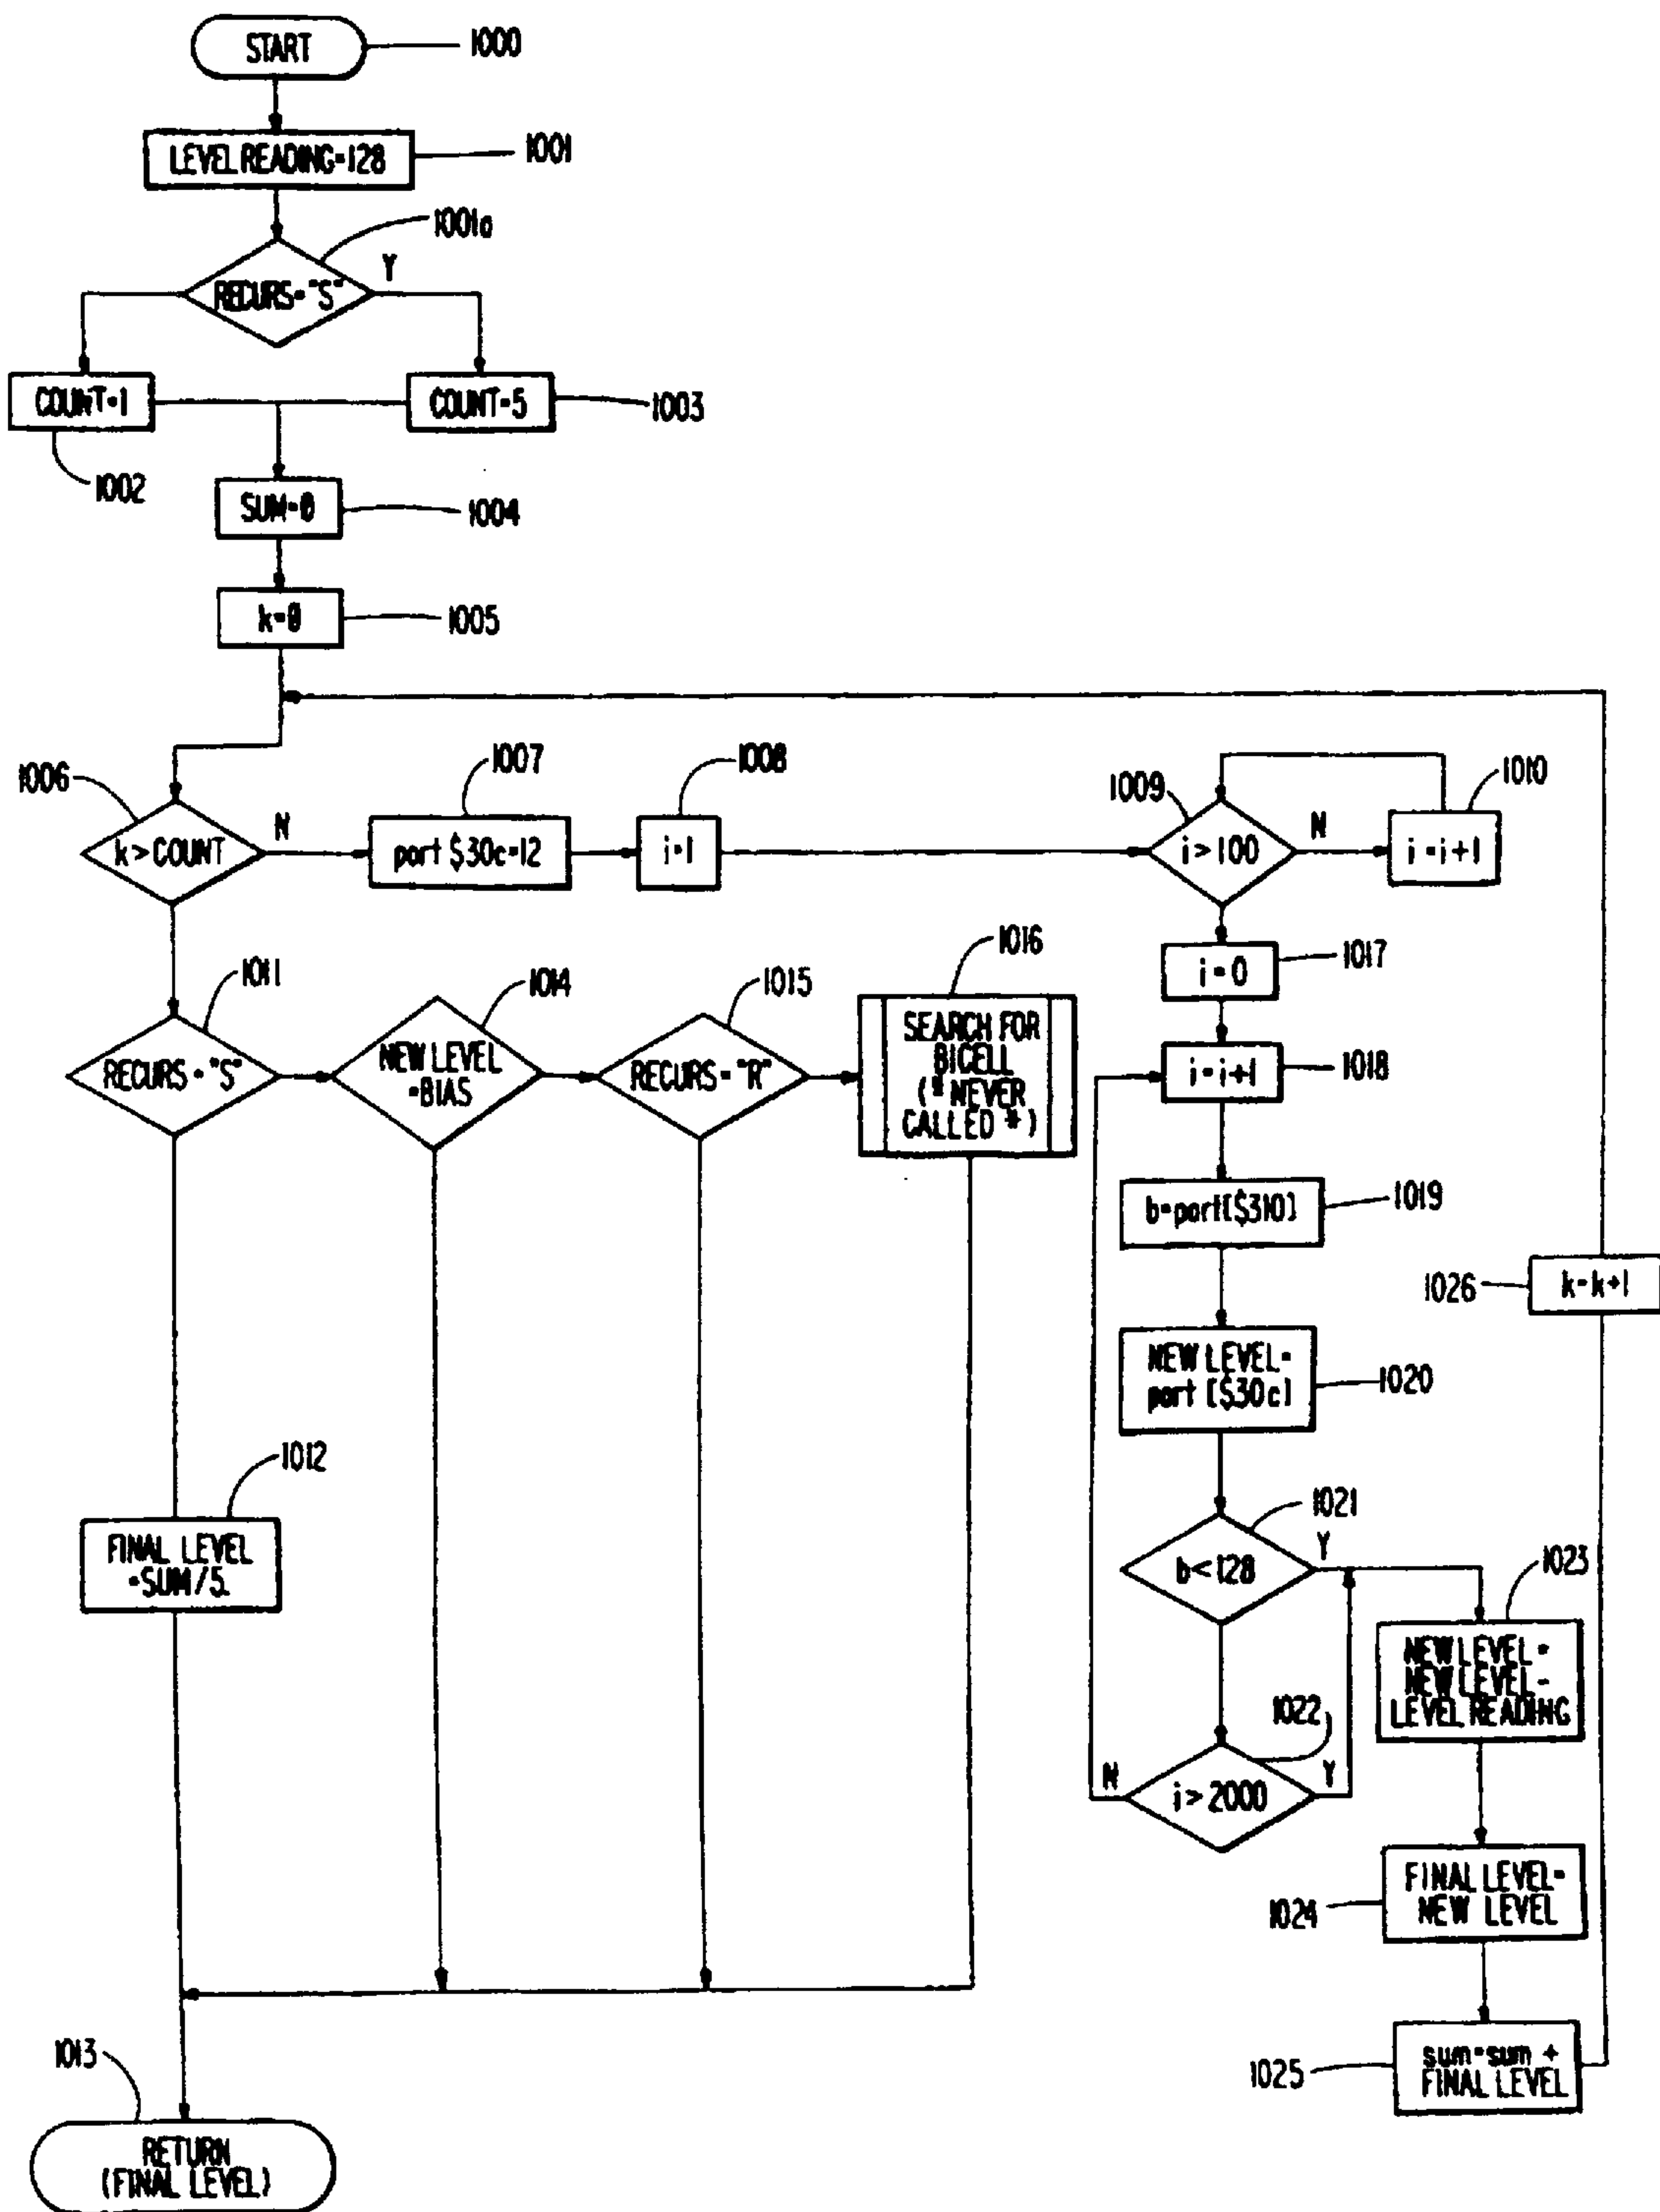 START
1000
LEVEL READING=128
1001
1001a
RECURS="S"
Y
COUNT=1
COUNT=5
1003
1002
SUM=0
1004
k=0
1005
1006
1007
1008
1009
1010
k>COUNT
N
port $30c=12
i=1
i>100
N
i=i+1
1011
1014
1015
1016
i=0
1017
RECURS="S"
NEW LEVEL
=BIAS
RECURS="R"
SEARCH FOR
BICELL
(* NEVER
CALLED *)
i=i+1
1018
b=port[$310]
1019
1026
k=k+1
NEW LEVEL=
port [$30c]
1020
1012
FINAL LEVEL
=SUM/5.
1021
b<128
Y
1023
NEW LEVEL=
NEW LEVEL-
LEVEL READING
1022
N
i>2000
Y
1024
FINAL LEVEL=
NEW LEVEL
1013
1025
sum=sum +
FINAL LEVEL
RETURN
(FINAL LEVEL)